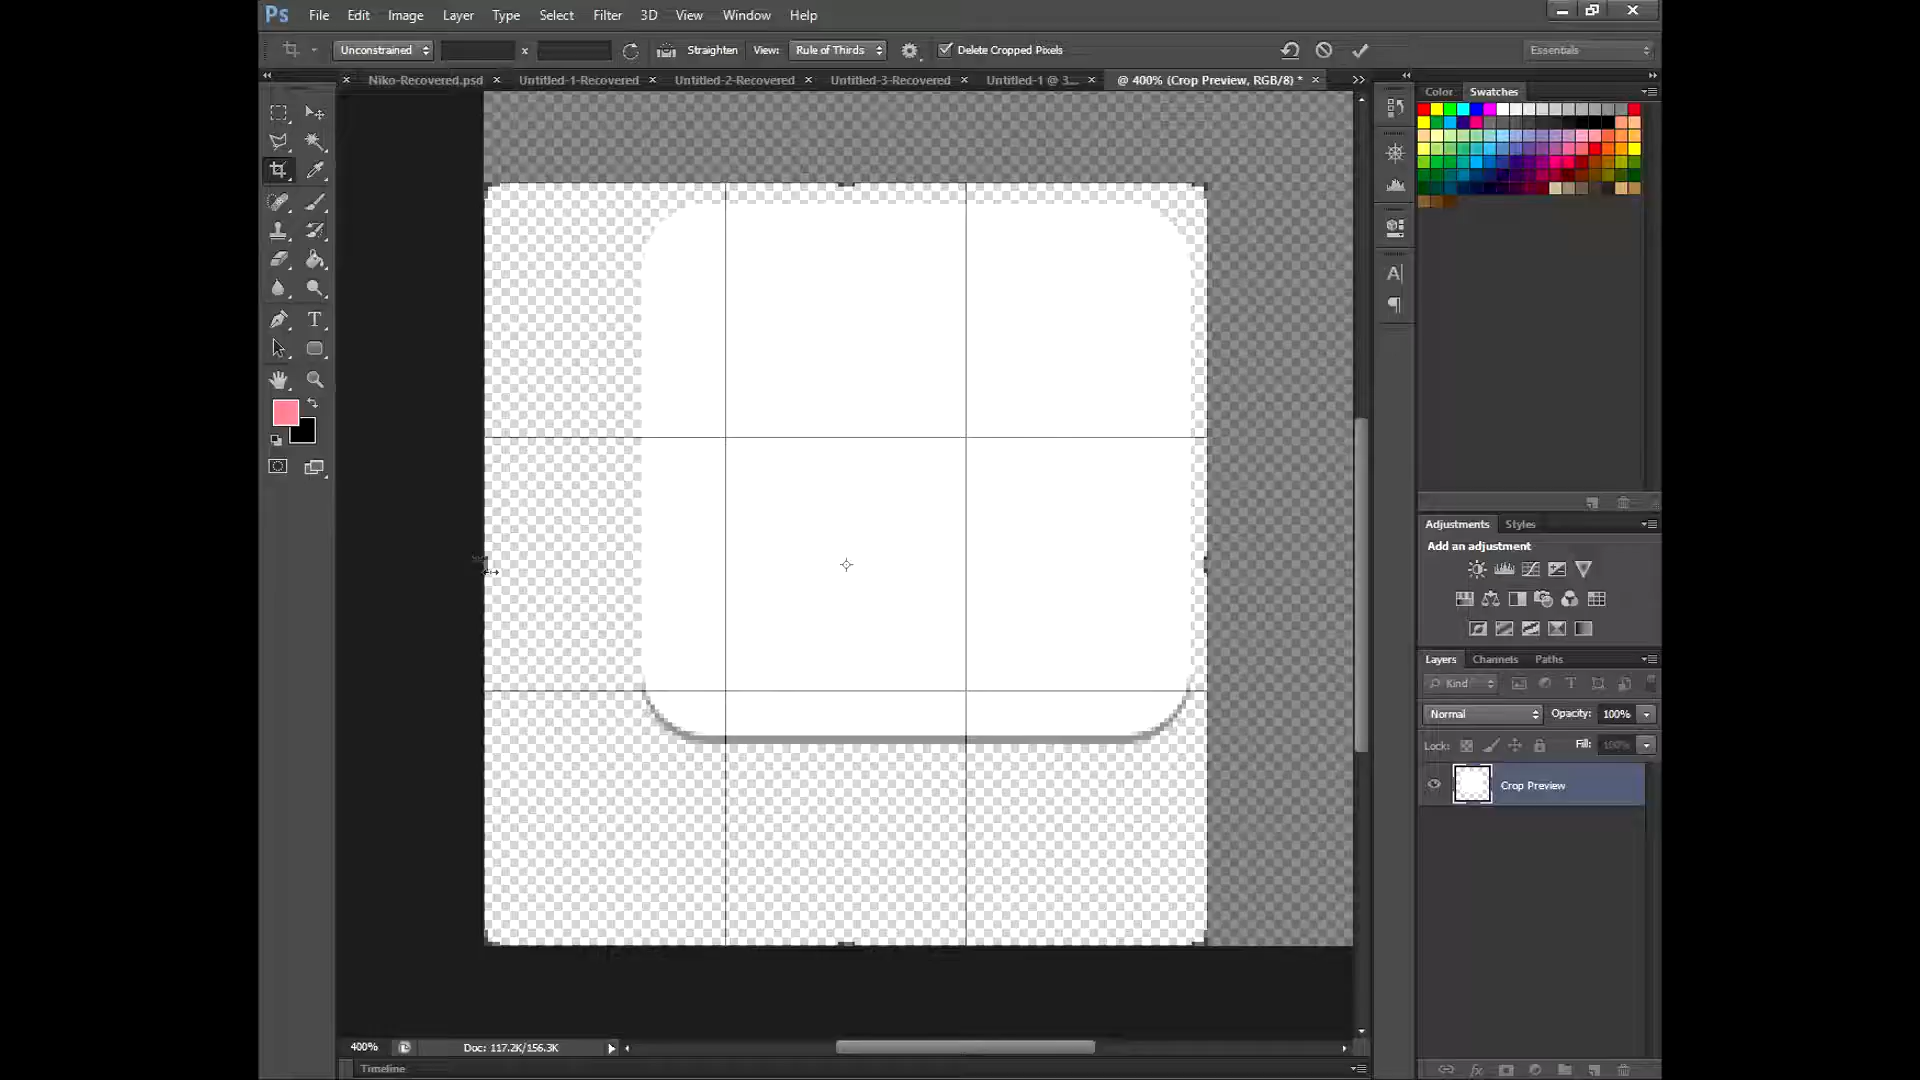 Ps File Edit Image Layer Type Select Filter 3D View Window Help
Unconstrained x Straighten View: Rule of Thirds Delete Cropped Pixels Essentials
Niko-Recovered.psd × Untitled-1-Recovered × Untitled-2-Recovered × Untitled-3-Recovered × Untitled-1 @ 3... × @ 400% (Crop Preview, RGB/8) * ×
Color Swatches
Adjustments Styles
Add an adjustment
Layers Channels Paths
Kind
Normal Opacity: 100%
Lock: Fill: 100%
Crop Preview
400% Doc: 117.2K/156.3K
Timeline